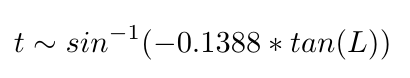 t ∼ sin⁻¹(−0.1388 ∗ tan(L))